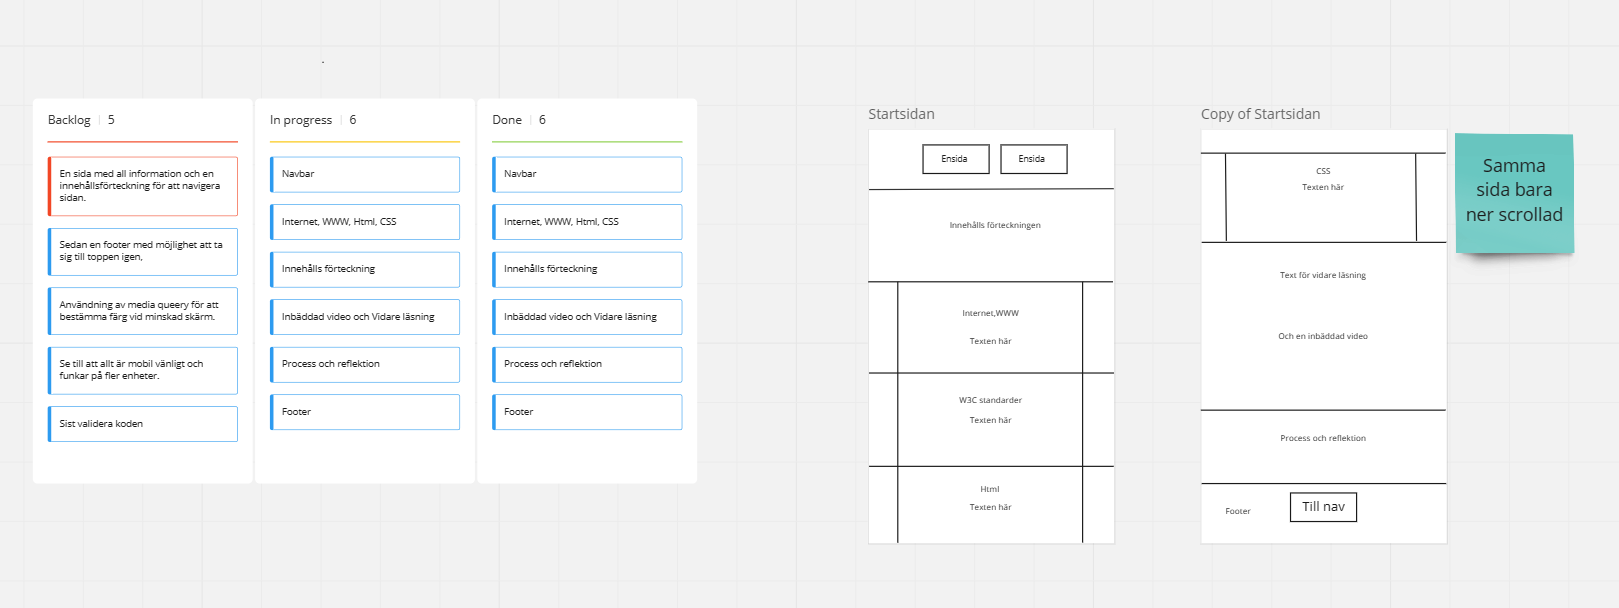 Backlog | 5
En sida med all information och en
innehållsförteckning för att navigera
sidan.
Sedan en footer med möjlighet att ta
sig till toppen igen,
Användning av media queery för att
bestämma färg vid minskad skärm.
Se till att allt är mobil vänligt och
funkar på fler enheter.
Sist validera koden
In progress | 6
Navbar
Internet, WWW, Html, CSS
Innehålls förteckning
Inbäddad video och Vidare läsning
Process och reflektion
Footer
Done | 6
Navbar
Internet, WWW, Html, CSS
Innehålls förteckning
Inbäddad video och Vidare läsning
Process och reflektion
Footer
Startsidan
Ensida
Ensida
Innehålls förteckningen
Internet,WWW
Texten här
W3C standarder
Texten här
Html
Texten här
Copy of Startsidan
CSS
Texten här
Text för vidare läsning
Och en inbäddad video
Process och reflektion
Footer
Till nav
Samma
sida bara
ner scrollad